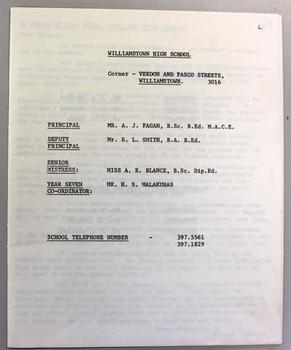 WILLIAMSTOWN HIGH SCHOOL
Corner - VERDON AND PASCO STREETS,
WILLIAMSTOWN. 3016
PRINCIPAL MR. A. J. FAGAN, B.Sc. B.Ed. M.A.C.E.
DEPUTY PRINCIPAL Mr. R. L. SMITH, B.A. B.Ed.
SENIOR MISTRESS: MISS A. R. BLANCE, B.Sc. Dip.Ed.
YEAR SEVEN CO-ORDINATOR: MR. H. S. MALAKUNAS
SCHOOL TELEPHONE NUMBER - 397.5561
397.1829